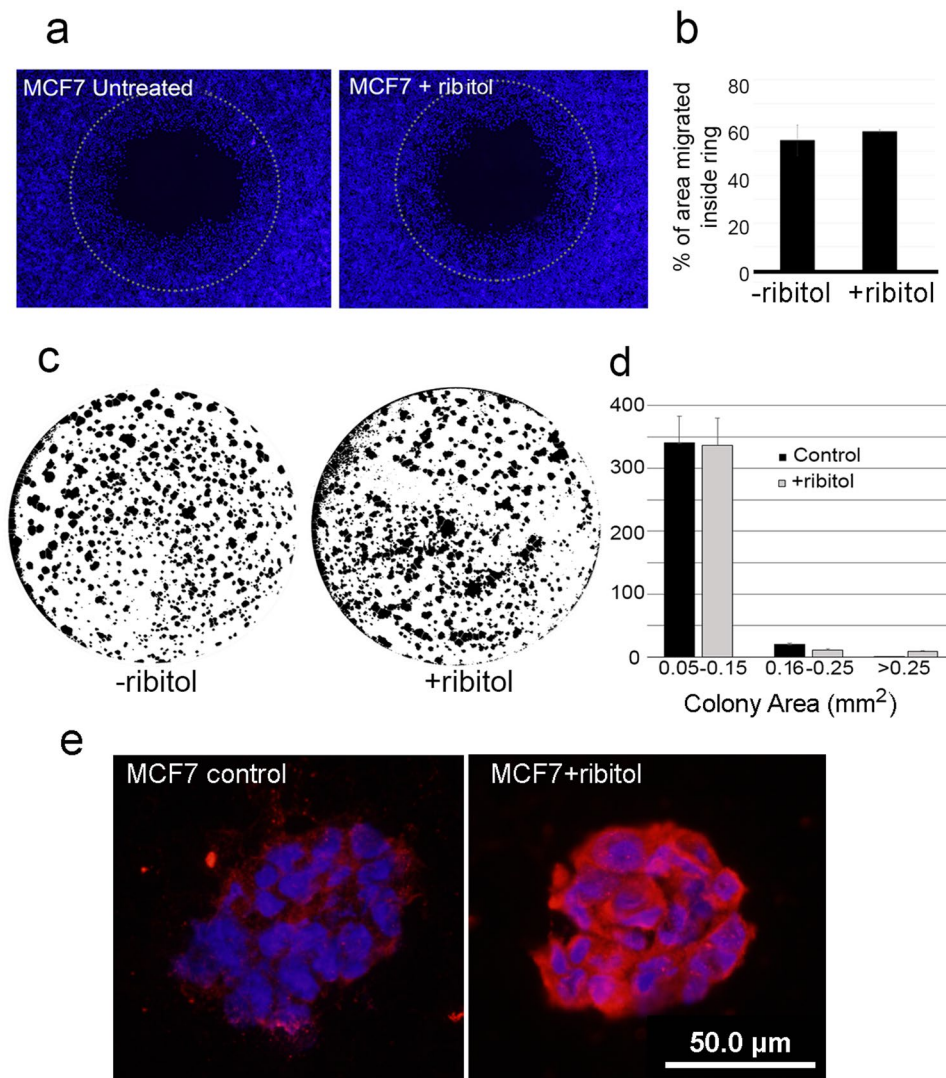 a
MCF7 Untreated
MCF7 + ribitol
b
% of area migrated
inside ring
80
60
40
20
0
-ribitol
+ribitol
c
-ribitol
+ribitol
d
400
300
200
100
0
Control
+ribitol
0.05-0.15
0.16-0.25
>0.25
Colony Area (mm²)
e
MCF7 control
MCF7+ribitol
50.0 µm